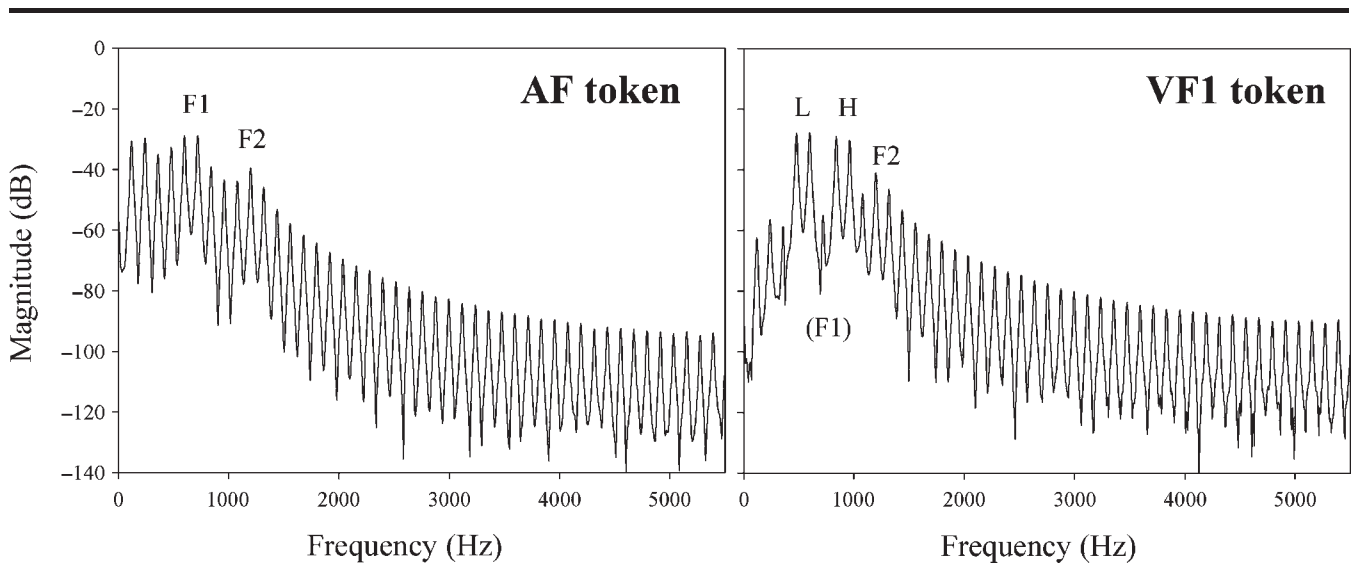 AF token
F1
F2
0
−20
−40
−60
−80
−100
−120
−140
Magnitude (dB)
0 1000 2000 3000 4000 5000
Frequency (Hz)
VF1 token
L H
F2
(F1)
0 1000 2000 3000 4000 5000
Frequency (Hz)